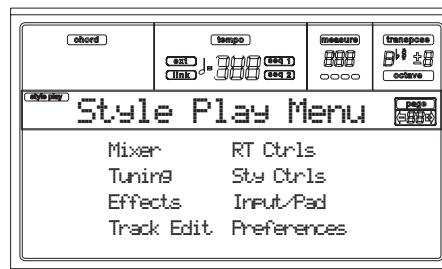 chord tempo measure transpose
ext seq 1
link seq 2
octave
style play
Style Play Menu page
Mixer RT Ctrls
Tuning Sty Ctrls
Effects Input/Pad
Track Edit Preferences